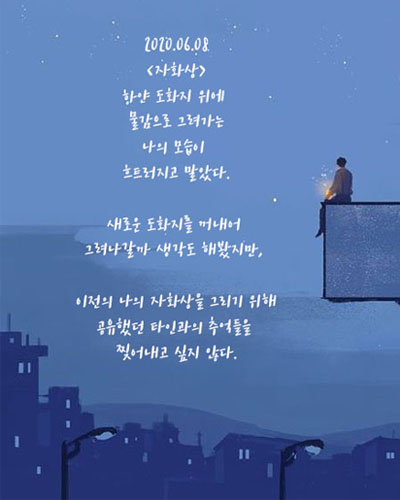 2020.06.08
<자화상>
하얀 도화지 위에
물감으로 그려가는
나의 모습이
흐트러지고 말았다.
새로운 도화지를 꺼내어
그려나갈까 생각도 해봤지만,
이전의 나의 자화상을 그리기 위해
공유했던 타인과의 추억들을
찢어내고 싶지 않다.